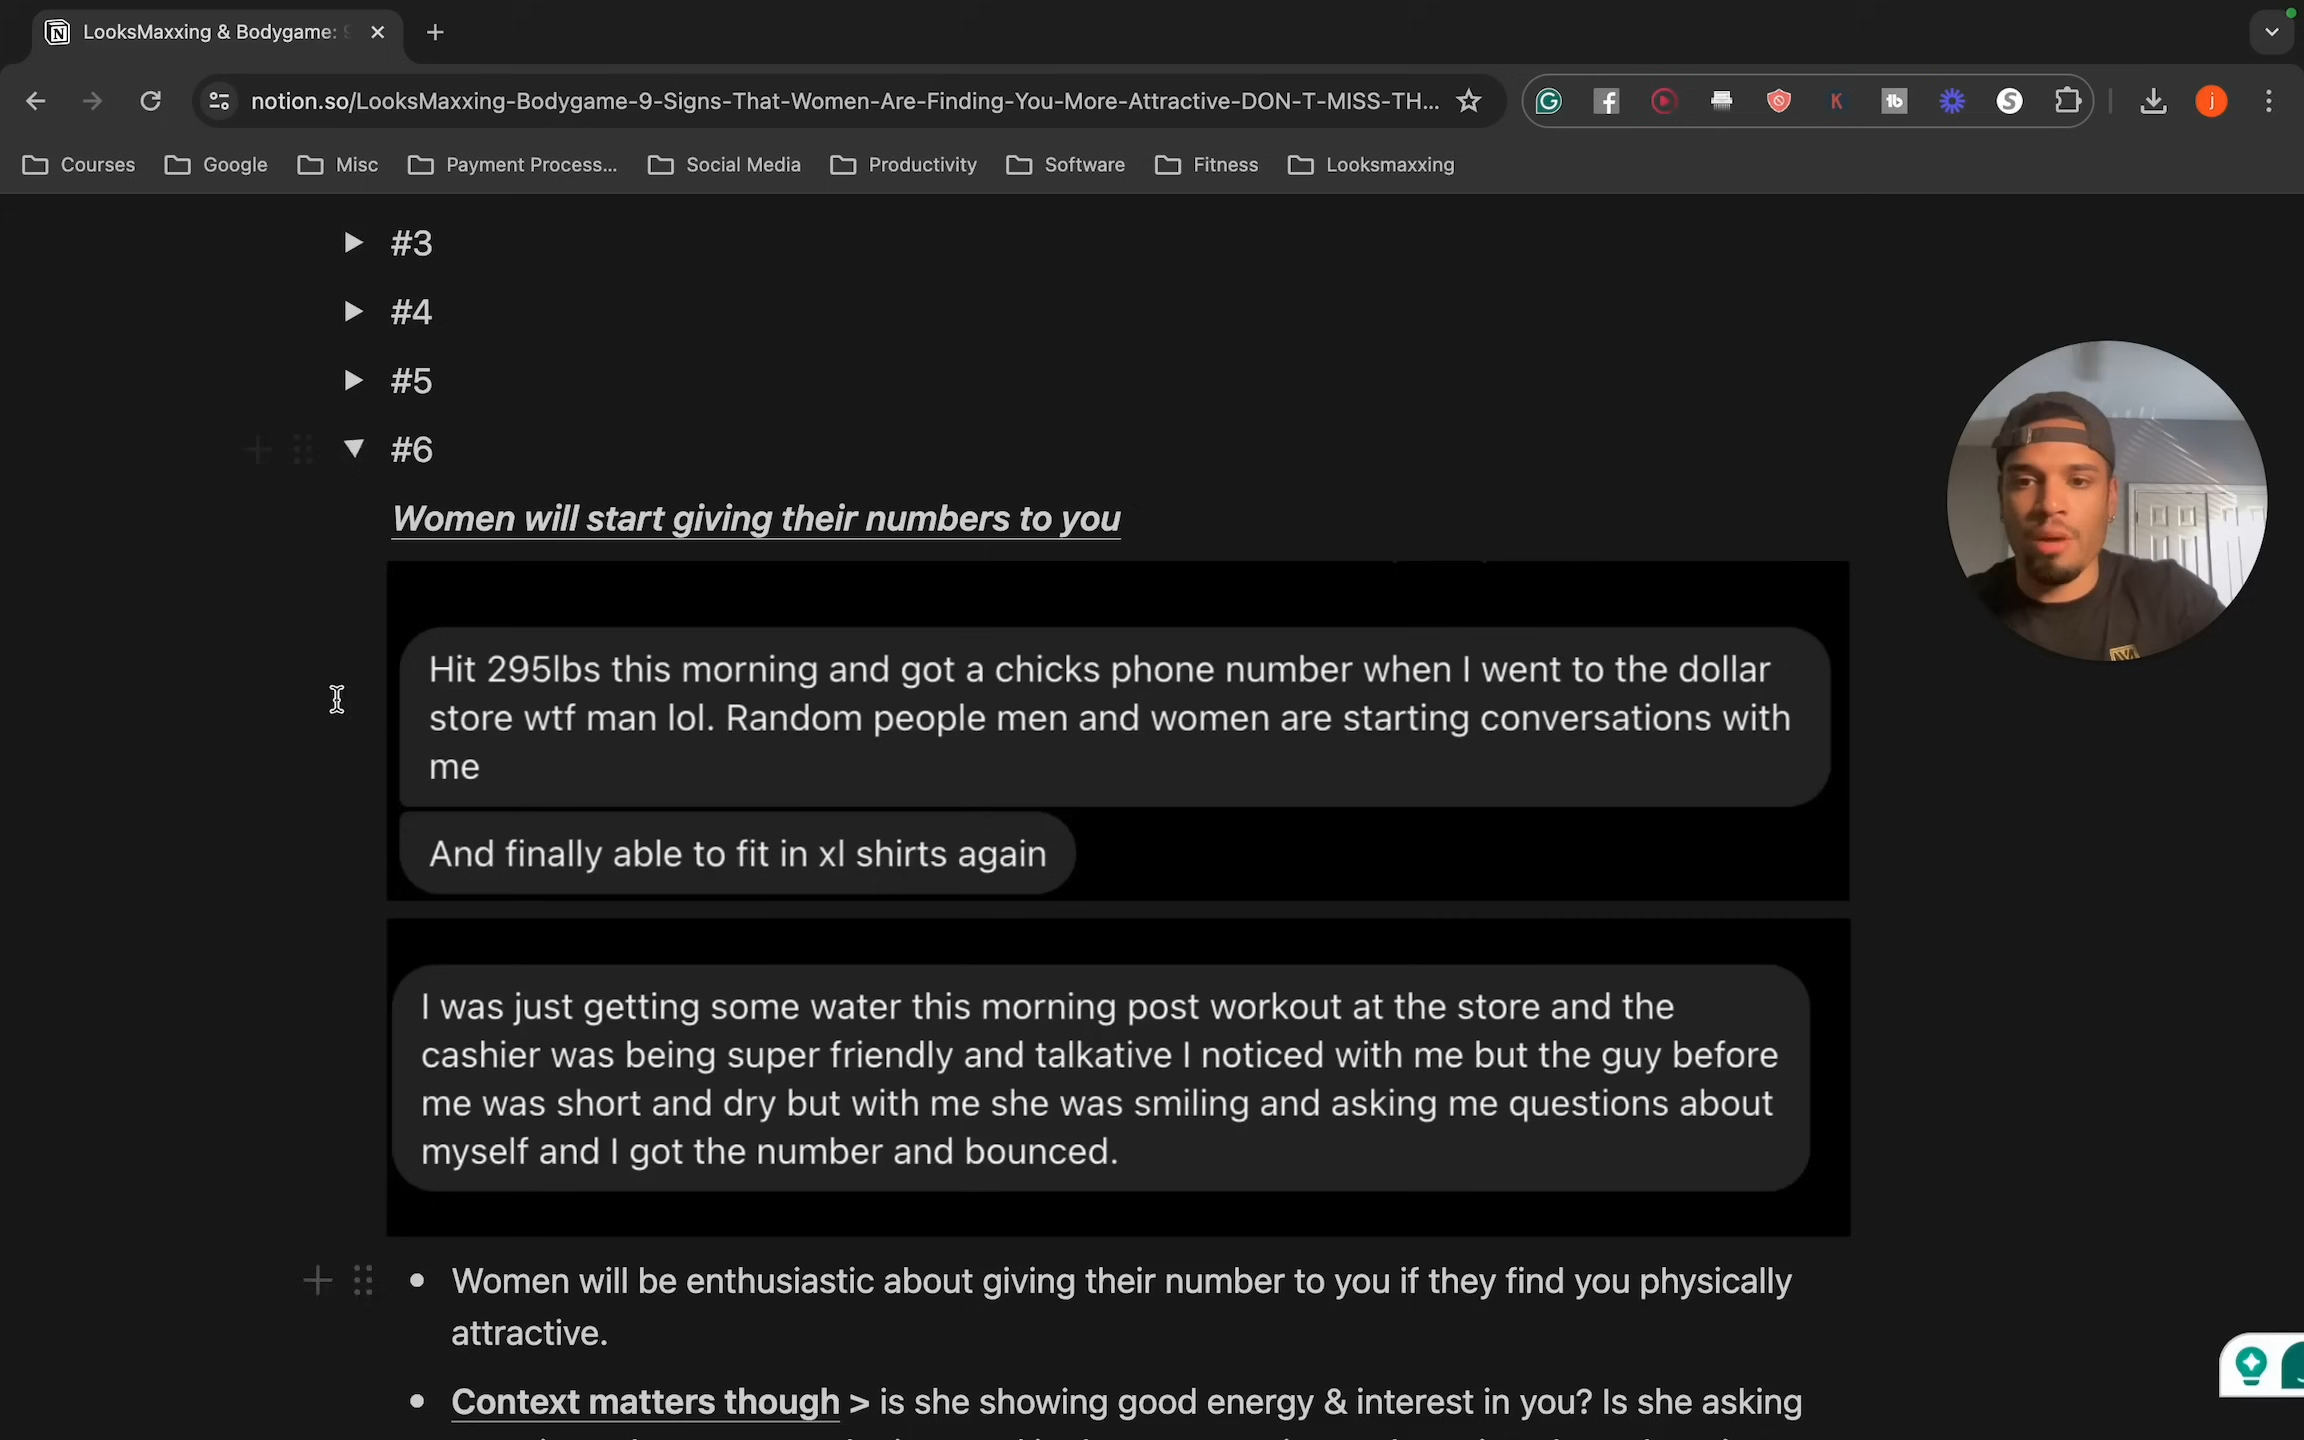 LooksMaxxing & Bodygame: 9
notion.so/LooksMaxxing-Bodygame-9-Signs-That-Women-Are-Finding-You-More-Attractive-DON-T-MISS-TH...
Courses Google Misc Payment Process... Social Media Productivity Software Fitness Looksmaxxing
#3
#4
#5
#6
Women will start giving their numbers to you
Hit 295lbs this morning and got a chicks phone number when I went to the dollar
store wtf man lol. Random people men and women are starting conversations with
me
And finally able to fit in xl shirts again
I was just getting some water this morning post workout at the store and the
cashier was being super friendly and talkative I noticed with me but the guy before
me was short and dry but with me she was smiling and asking me questions about
myself and I got the number and bounced.
• Women will be enthusiastic about giving their number to you if they find you physically
attractive.
• Context matters though > is she showing good energy & interest in you? Is she asking